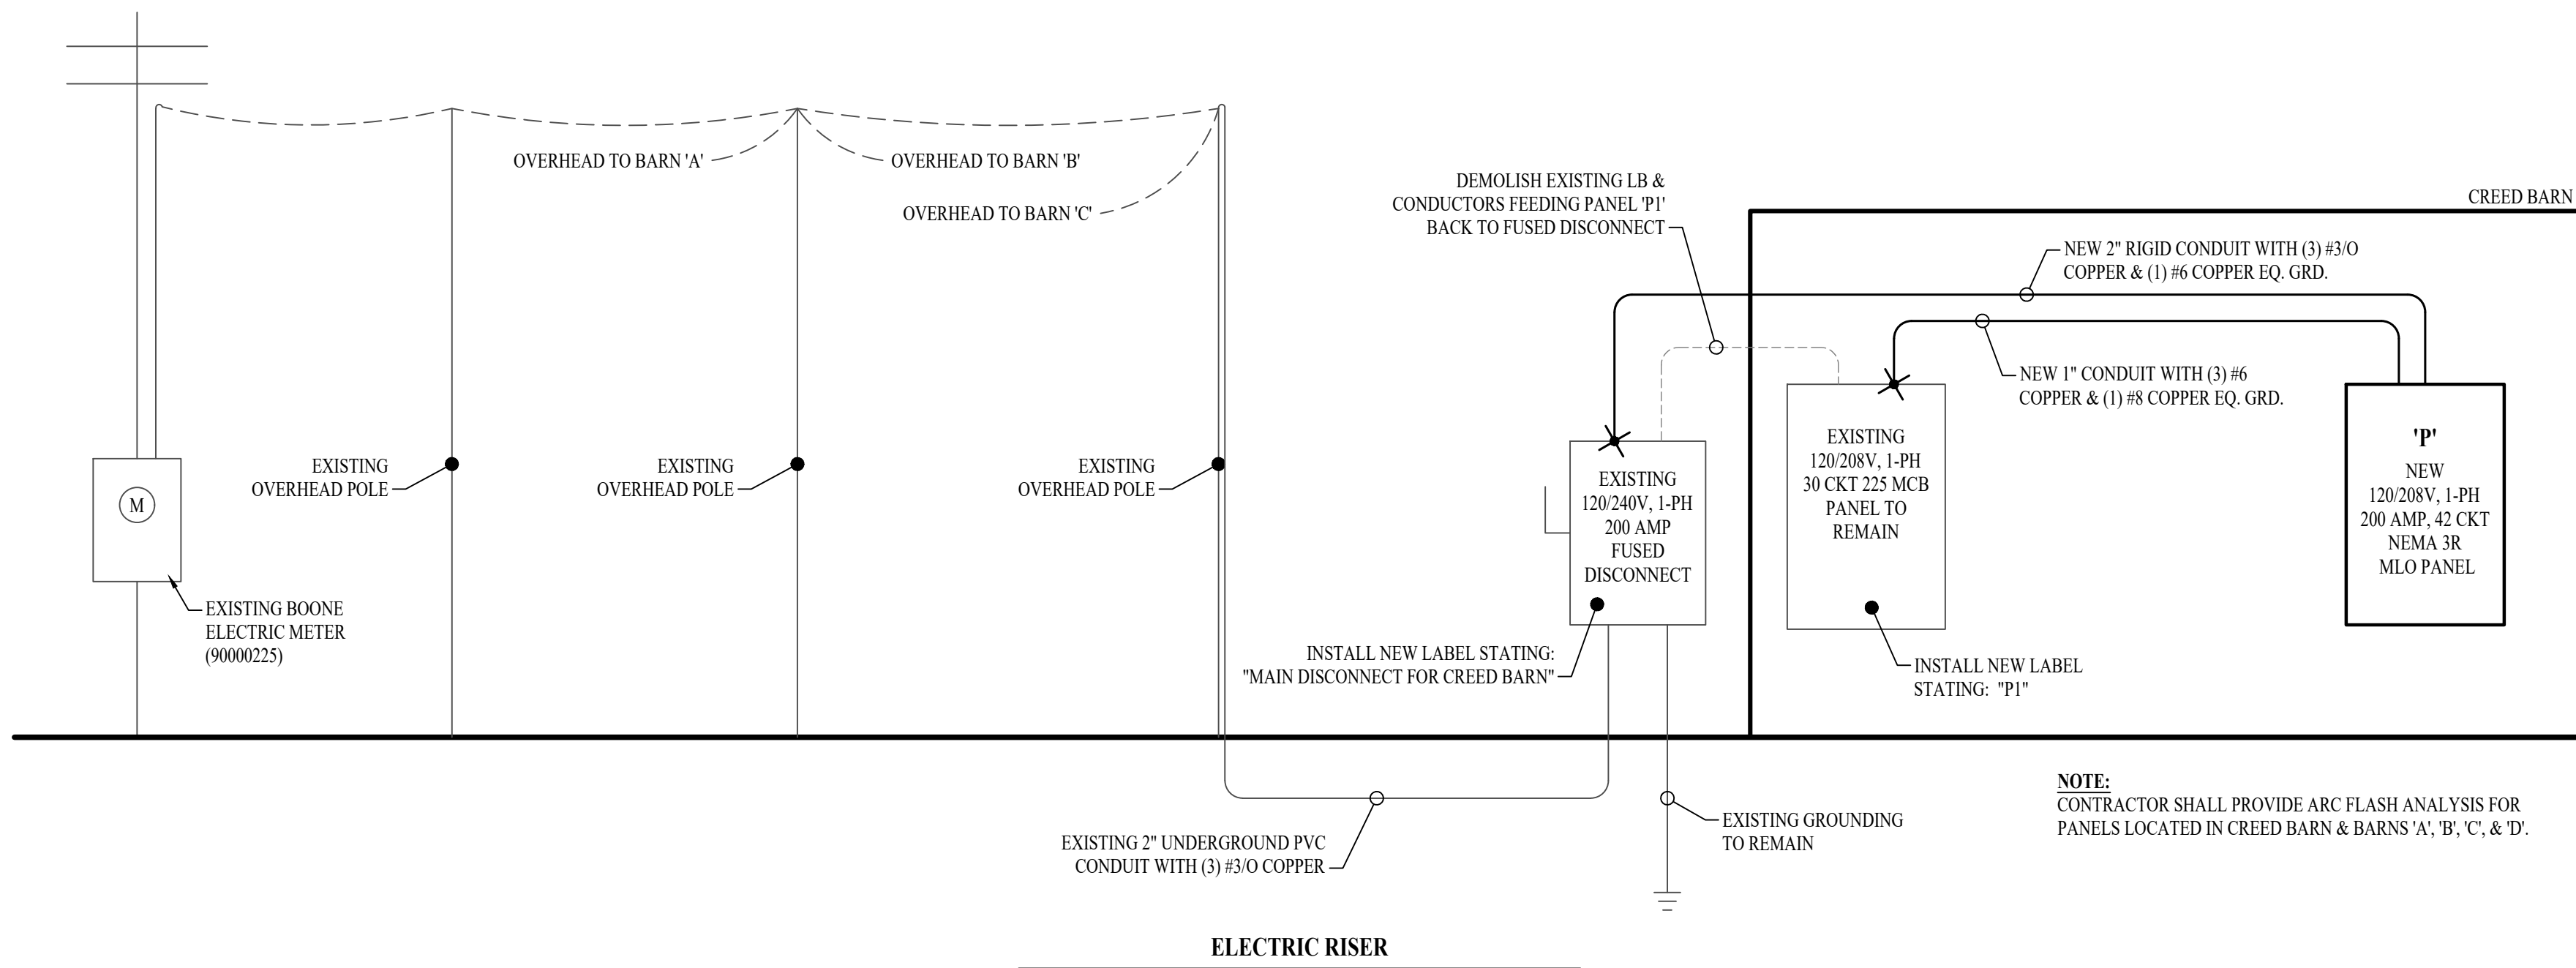 OVERHEAD TO BARN 'A'
OVERHEAD TO BARN 'B'
OVERHEAD TO BARN 'C'
DEMOLISH EXISTING LB &
CONDUCTORS FEEDING PANEL 'P1'
BACK TO FUSED DISCONNECT
CREED BARN
NEW 2" RIGID CONDUIT WITH (3) #3/O
COPPER & (1) #6 COPPER EQ. GRD.
NEW 1" CONDUIT WITH (3) #6
COPPER & (1) #8 COPPER EQ. GRD.
M
EXISTING BOONE
ELECTRIC METER
(90000225)
EXISTING
OVERHEAD POLE
EXISTING
OVERHEAD POLE
EXISTING
OVERHEAD POLE
EXISTING
120/240V, 1-PH
200 AMP
FUSED
DISCONNECT
EXISTING
120/208V, 1-PH
30 CKT 225 MCB
PANEL TO
REMAIN
'P'
NEW
120/208V, 1-PH
200 AMP, 42 CKT
NEMA 3R
MLO PANEL
INSTALL NEW LABEL STATING:
"MAIN DISCONNECT FOR CREED BARN"
INSTALL NEW LABEL
STATING: "P1"
EXISTING 2" UNDERGROUND PVC
CONDUIT WITH (3) #3/O COPPER
EXISTING GROUNDING
TO REMAIN
NOTE:
CONTRACTOR SHALL PROVIDE ARC FLASH ANALYSIS FOR
PANELS LOCATED IN CREED BARN & BARNS 'A', 'B', 'C', & 'D'.
ELECTRIC RISER